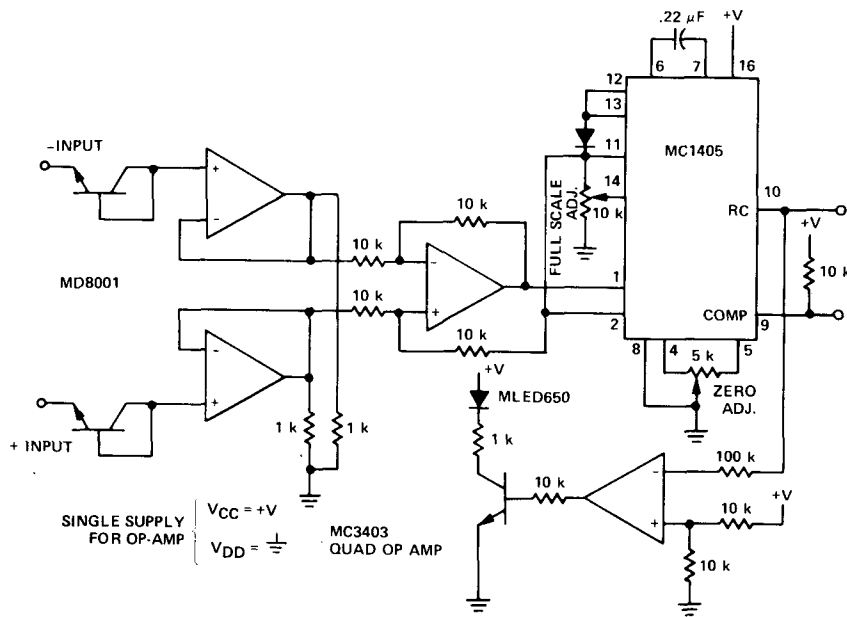 .22 µF
+V
6
7
16
12
13
11
14
10
1
2
9
8
4
5
MC1405
RC
COMP
–INPUT
+
–
MD8001
–
+
+ INPUT
10 k
10 k
–
+
10 k
10 k
1 k
1 k
FULL SCALE
ADJ.
10 k
+V
10 k
5 k
ZERO
ADJ.
+V
MLED650
1 k
10 k
–
+
100 k
10 k
+V
10 k
SINGLE SUPPLY
FOR OP-AMP
VCC = +V
VDD =
MC3403
QUAD OP AMP